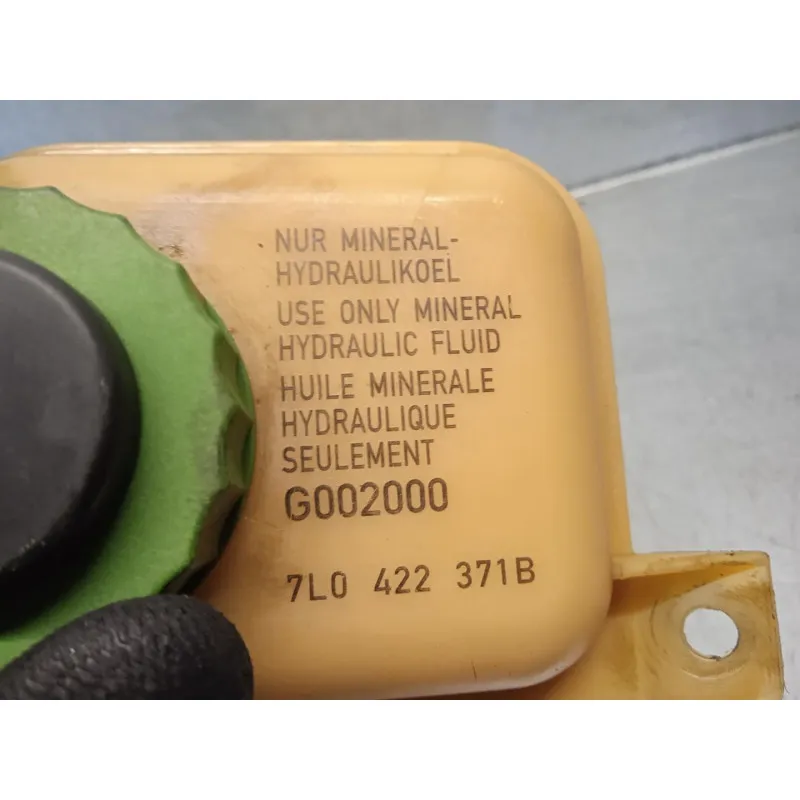 NUR MINERAL-
HYDRAULIKOEL
USE ONLY MINERAL
HYDRAULIC FLUID
HUILE MINERALE
HYDRAULIQUE
SEULEMENT
G002000
7L0 422 371B